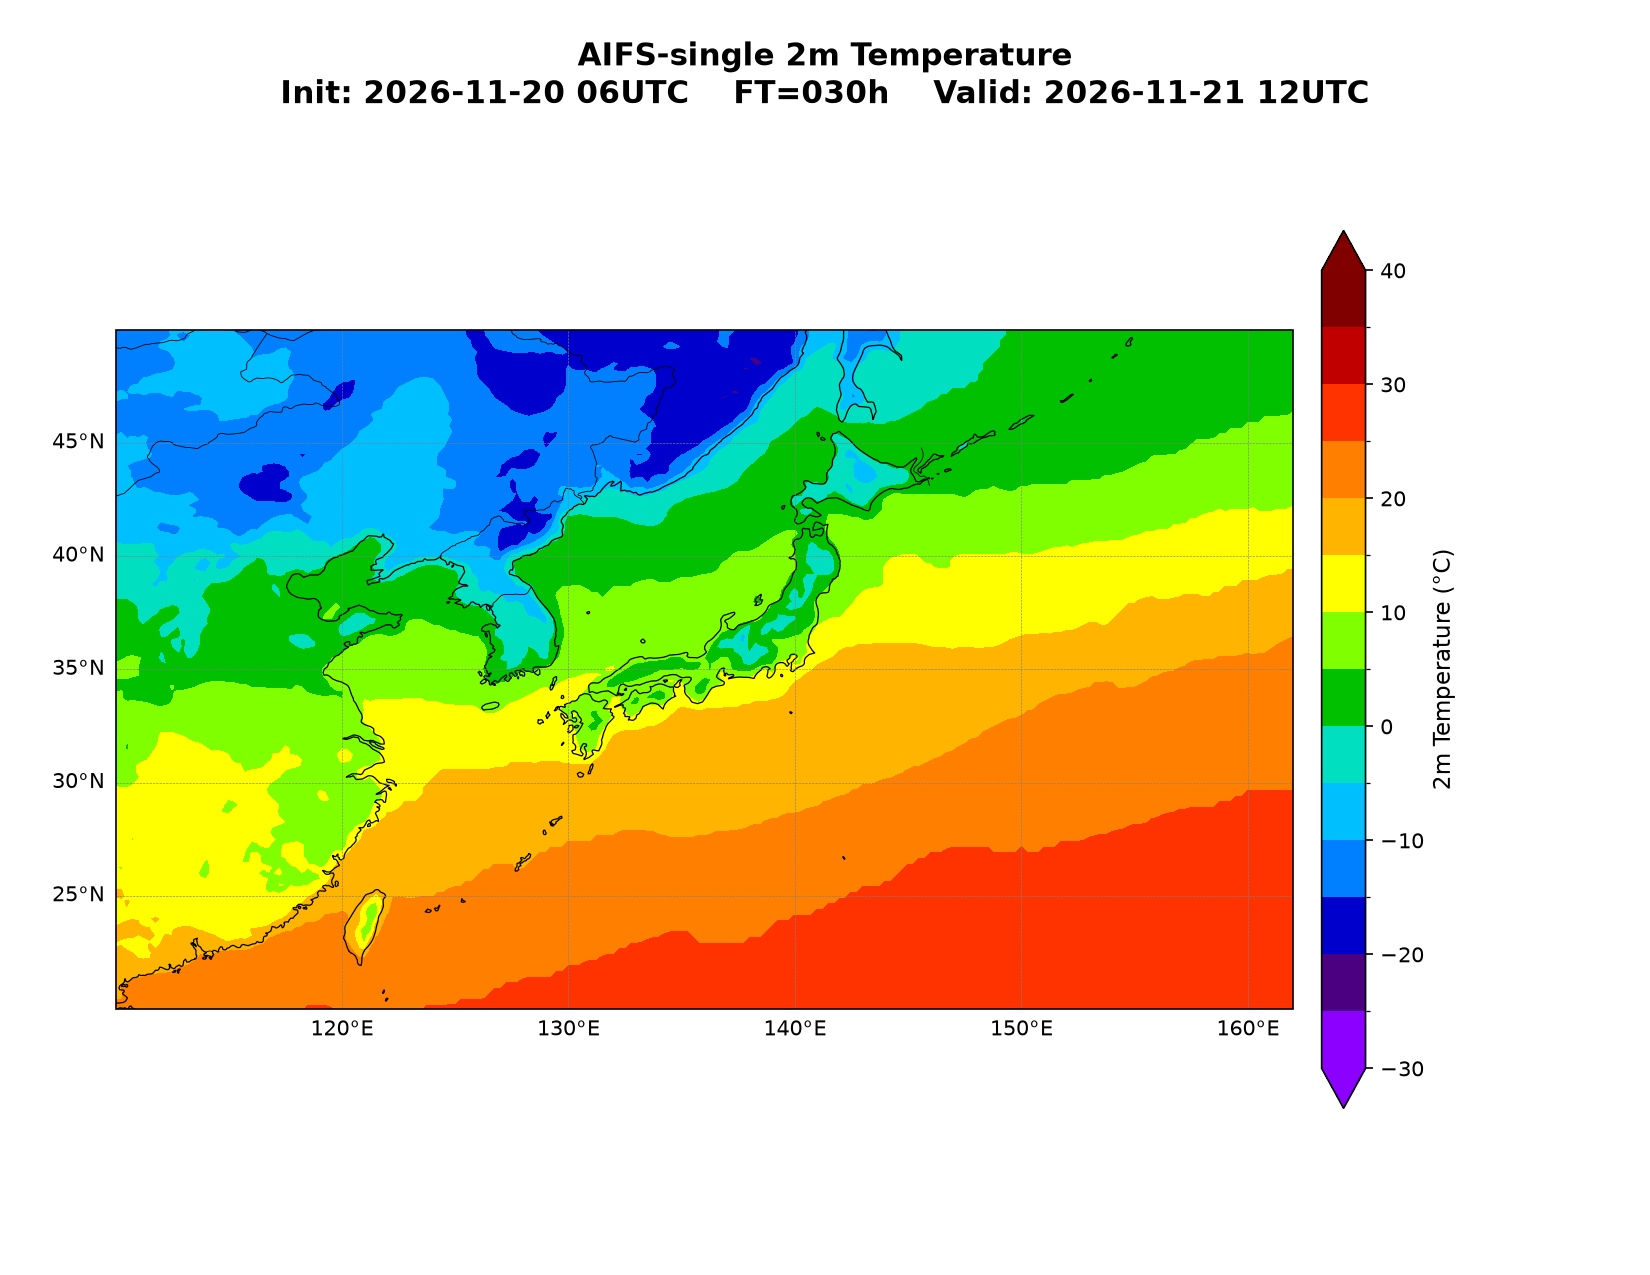 AIFS-single 2m Temperature
Init: 2026-11-20 06UTC    FT=030h    Valid: 2026-11-21 12UTC
45°N
40°N
35°N
30°N
25°N
120°E
130°E
140°E
150°E
160°E
40
30
20
10
0
−10
−20
−30
2m Temperature (°C)